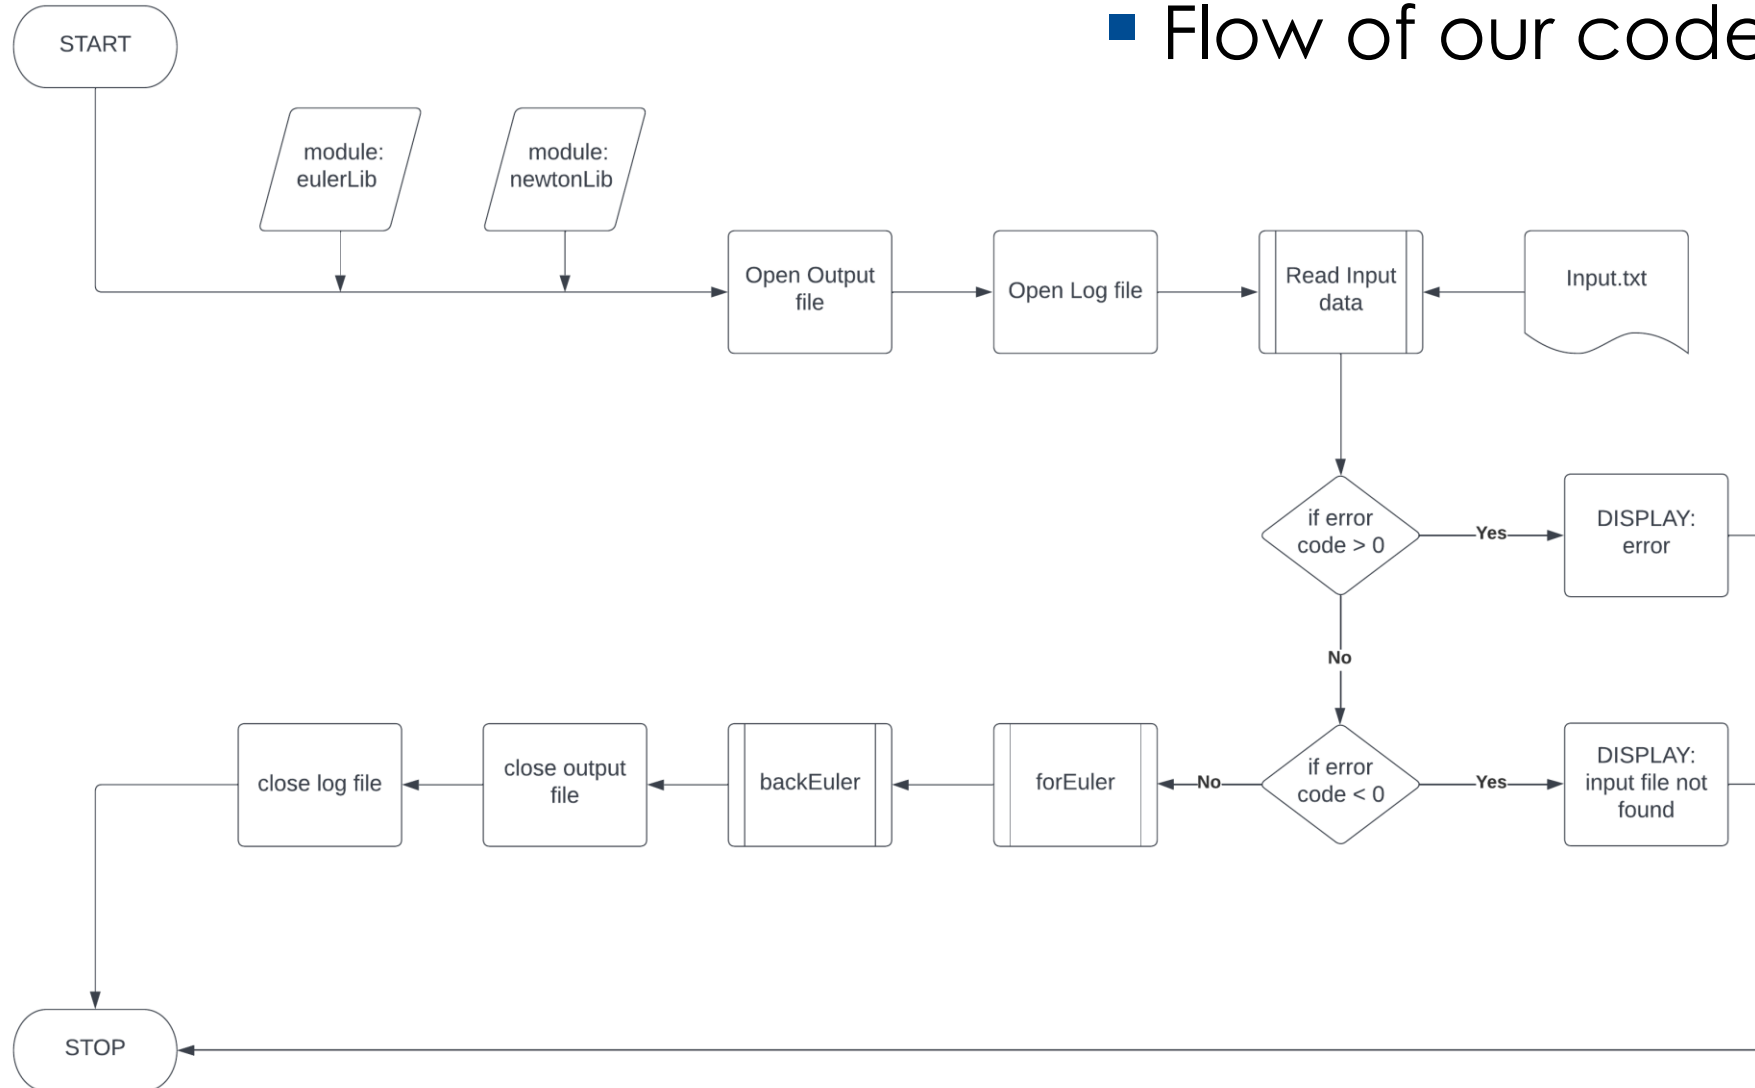 Flow of our code
START
module:
eulerLib
module:
newtonLib
Open Output
file
Open Log file
Read Input
data
Input.txt
if error
code > 0
Yes
DISPLAY:
error
No
if error
code < 0
Yes
DISPLAY:
input file not
found
No
forEuler
backEuler
close output
file
close log file
STOP